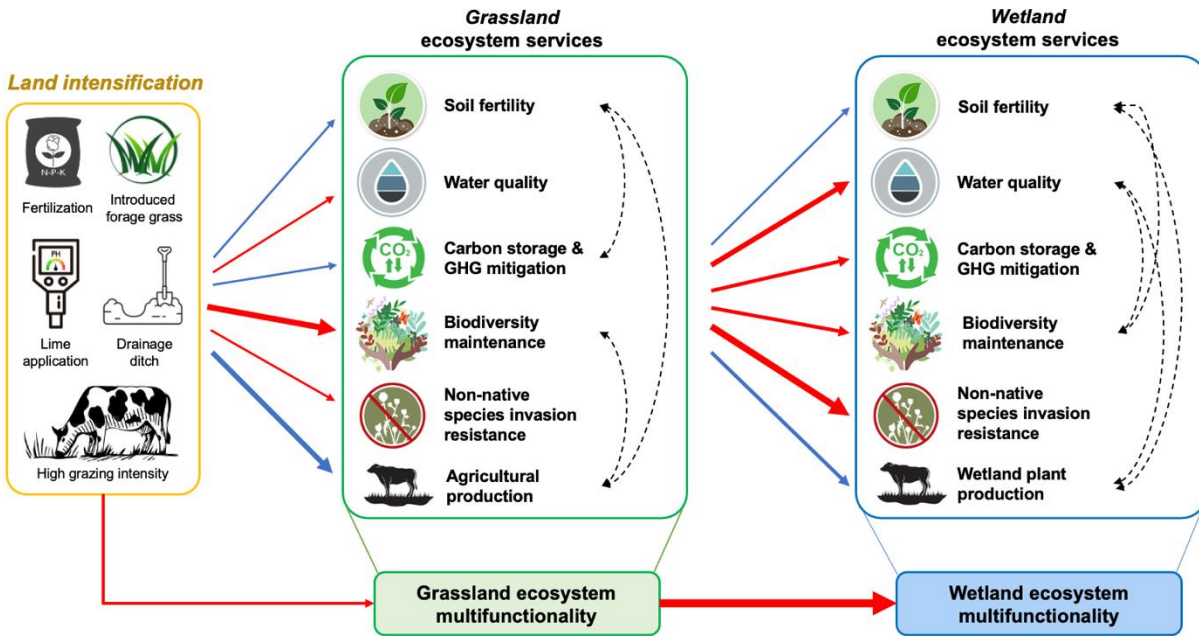 Land intensification
N-P-K
Fertilization
Introduced
forage grass
PH
Lime
application
Drainage
ditch
High grazing intensity
Grassland
ecosystem services
Soil fertility
Water quality
CO₂
Carbon storage &
GHG mitigation
Biodiversity
maintenance
Non-native
species invasion
resistance
Agricultural
production
Grassland ecosystem
multifunctionality
Wetland
ecosystem services
Soil fertility
Water quality
CO₂
Carbon storage &
GHG mitigation
Biodiversity
maintenance
Non-native
species invasion
resistance
Wetland plant
production
Wetland ecosystem
multifunctionality